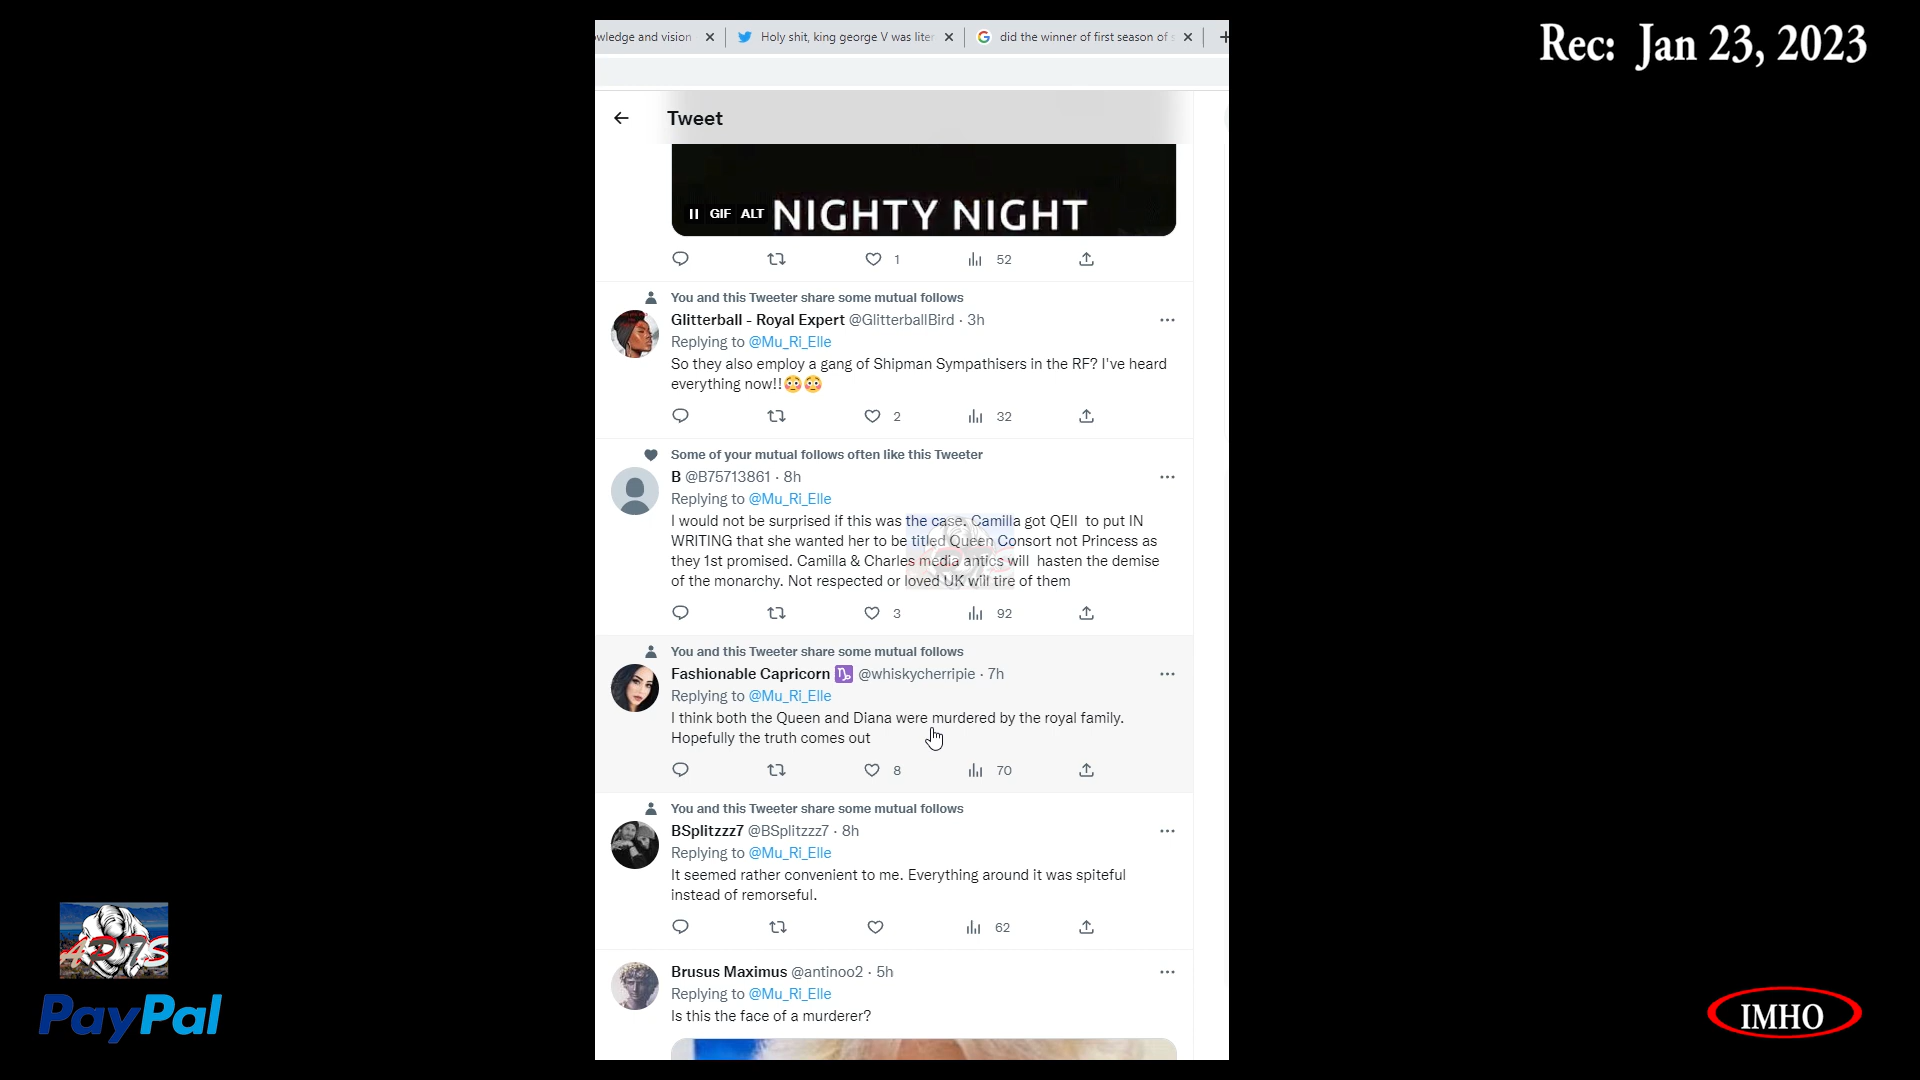 Rec: Jan 23, 2023
owledge and vision
Holy shit, king george V was liter
did the winner of first season of s
Tweet
NIGHTY NIGHT
GIF ALT
1 52
You and this Tweeter share some mutual follows
Glitterball - Royal Expert @GlitterballBird · 3h
Replying to @Mu_Ri_Elle
So they also employ a gang of Shipman Sympathisers in the RF? I've heard
everything now!!😳😳
2 32
Some of your mutual follows often like this Tweeter
B @B75713861 · 8h
Replying to @Mu_Ri_Elle
I would not be surprised if this was the case. Camilla got QEII to put IN
WRITING that she wanted her to be titled Queen Consort not Princess as
they 1st promised. Camilla & Charles media antics will hasten the demise
of the monarchy. Not respected or loved UK will tire of them
3 92
You and this Tweeter share some mutual follows
Fashionable Capricorn ♑ @whiskycherripie · 7h
Replying to @Mu_Ri_Elle
I think both the Queen and Diana were murdered by the royal family.
Hopefully the truth comes out
8 70
You and this Tweeter share some mutual follows
BSplitzzz7 @BSplitzzz7 · 8h
Replying to @Mu_Ri_Elle
It seemed rather convenient to me. Everything around it was spiteful
instead of remorseful.
62
Brusus Maximus @antinoo2 · 5h
Replying to @Mu_Ri_Elle
Is this the face of a murderer?
PayPal
IMHO